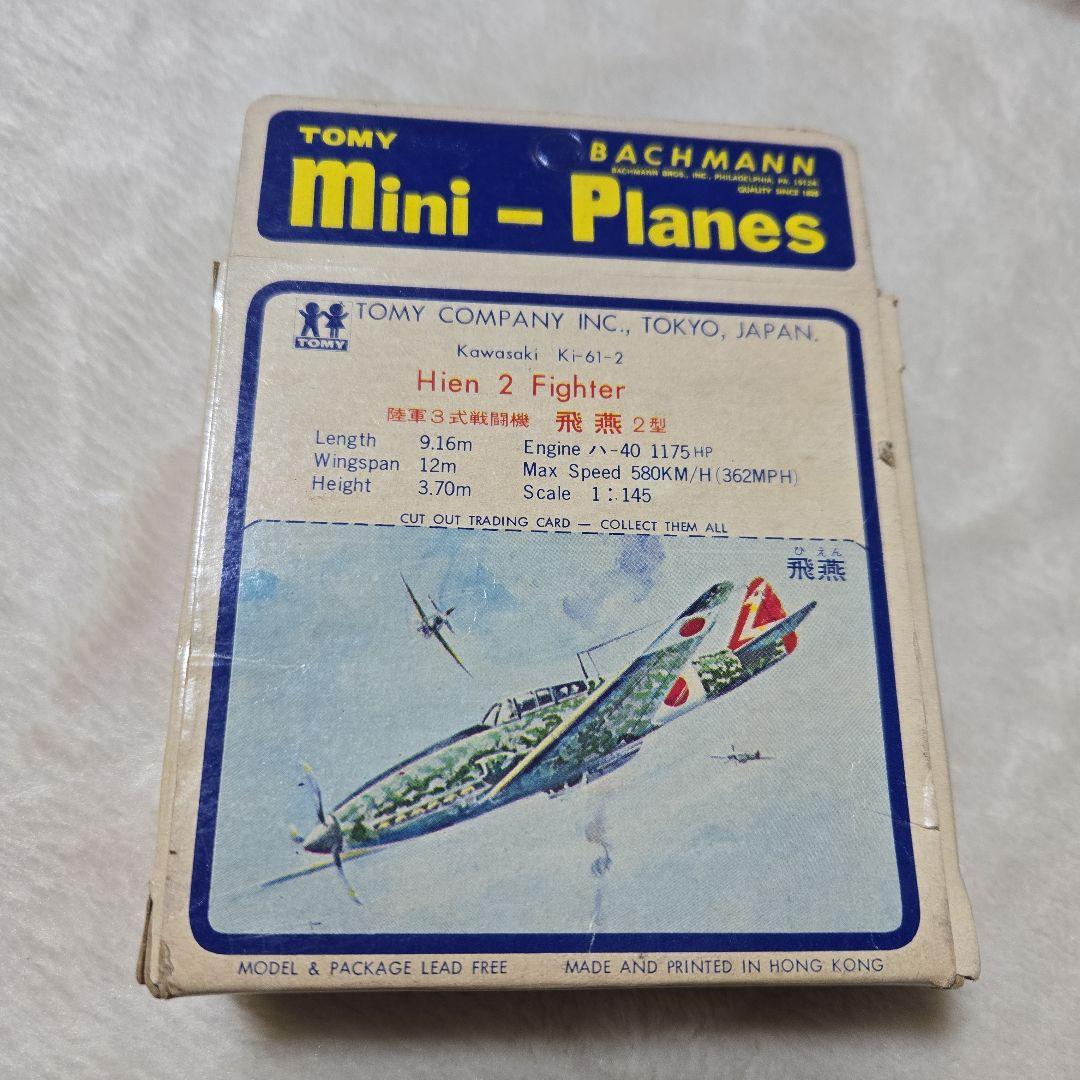 TOMY
BACHMANN
BACHMANN BROS., INC., PHILADELPHIA, PA. 19124
QUALITY SINCE 1833
mini - Planes
TOMY
TOMY COMPANY INC., TOKYO, JAPAN.
Kawasaki Ki-61-2
Hien 2 Fighter
陸軍3式戦闘機 飛燕2型
Length 9.16m
Wingspan 12m
Height 3.70m
Engine ハ-40 1175HP
Max Speed 580KM/H (362MPH)
Scale 1:145
CUT OUT TRADING CARD — COLLECT THEM ALL
ひえん
飛燕
MODEL & PACKAGE LEAD FREE
MADE AND PRINTED IN HONG KONG